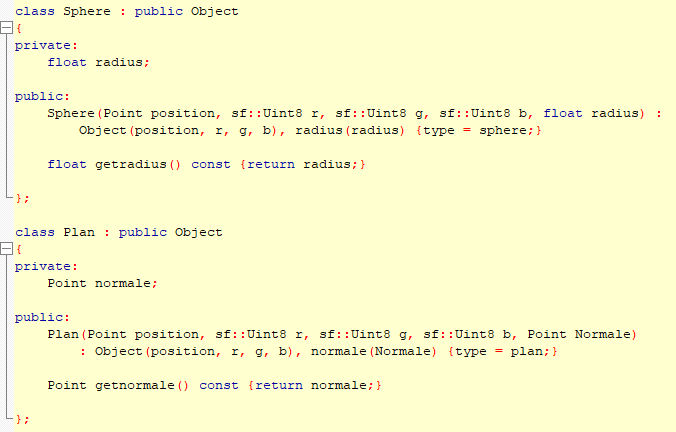 class Sphere : public Object
{
private:
    float radius;

public:
    Sphere(Point position, sf::Uint8 r, sf::Uint8 g, sf::Uint8 b, float radius) :
        Object(position, r, g, b), radius(radius) {type = sphere;}

    float getradius() const {return radius;}

};

class Plan : public Object
{
private:
    Point normale;

public:
    Plan(Point position, sf::Uint8 r, sf::Uint8 g, sf::Uint8 b, Point Normale)
        : Object(position, r, g, b), normale(Normale) {type = plan;}

    Point getnormale() const {return normale;}

};